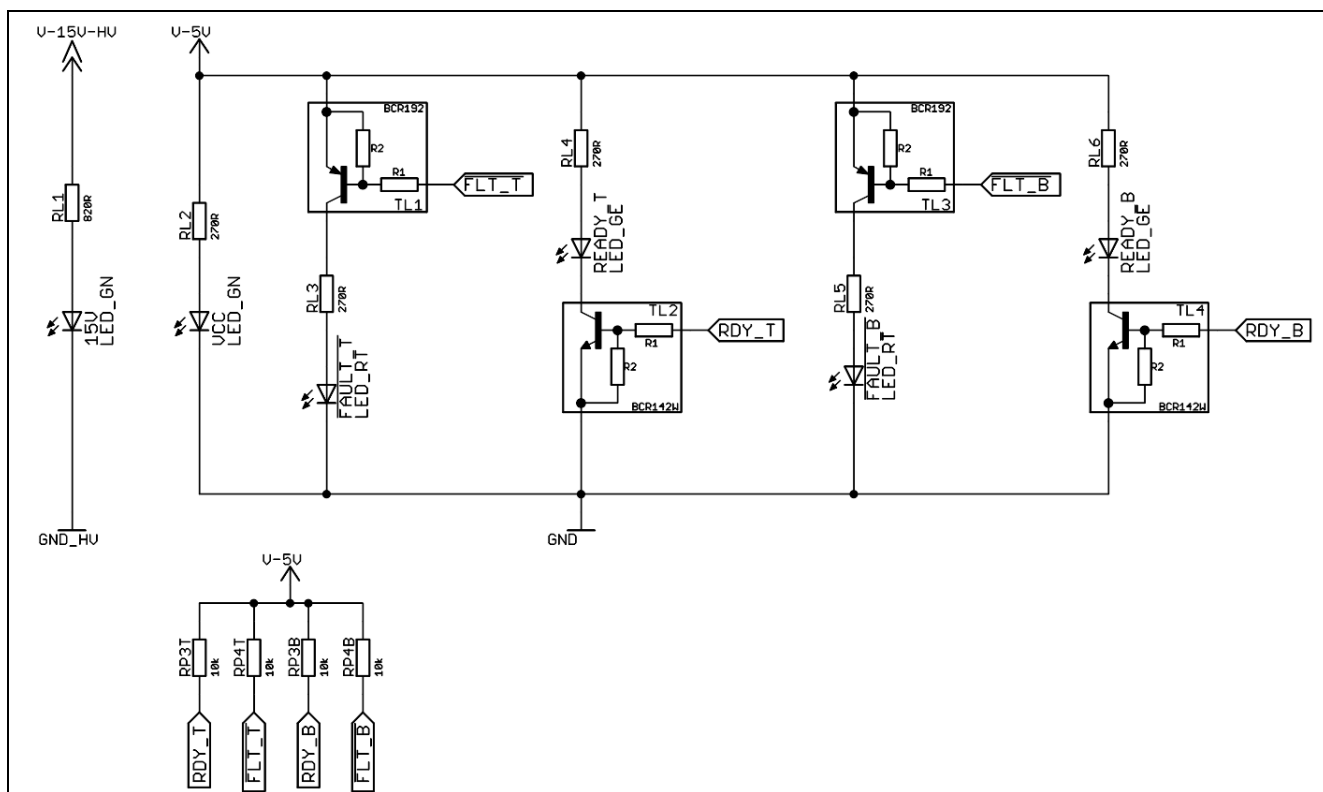 V-15V-HV
RL1
820R
15V
LED_GN
GND_HV
V-5V
RL2
270R
VCC
LED_GN
BCR192
R2
R1
TL1
FLT_T
RL3
270R
FAULT_T
LED_RT
RL4
270R
READY_T
LED_GE
TL2
R1
R2
BCR142W
RDY_T
GND
BCR192
R2
R1
TL3
FLT_B
RL5
270R
FAULT_B
LED_RT
RL6
270R
READY_B
LED_GE
TL4
R1
R2
BCR142W
RDY_B
V-5V
RP3T
10k
RP4T
10k
RP3B
10k
RP4B
10k
RDY_T
FLT_T
RDY_B
FLT_B